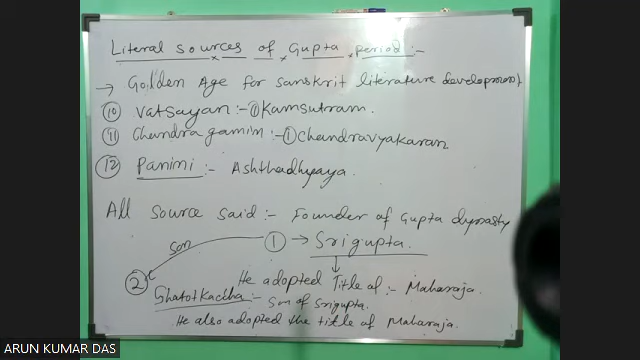 Literal sources of Gupta period :-
→ Golden Age for sanskrit literature development
⑩ Vatsayan :- ① Kamsutram.
⑪ Chandragamim :- ① Chandravyakaran
⑫ Panini :- Ashthadhyaya.
All Source said :- Founder of Gupta dynasty
son ① → Srigupta.
He adopted Title of :- Maharaja.
② Ghatotkacha :- Son of Srigupta.
He also adopted the title of Maharaja.
ARUN KUMAR DAS